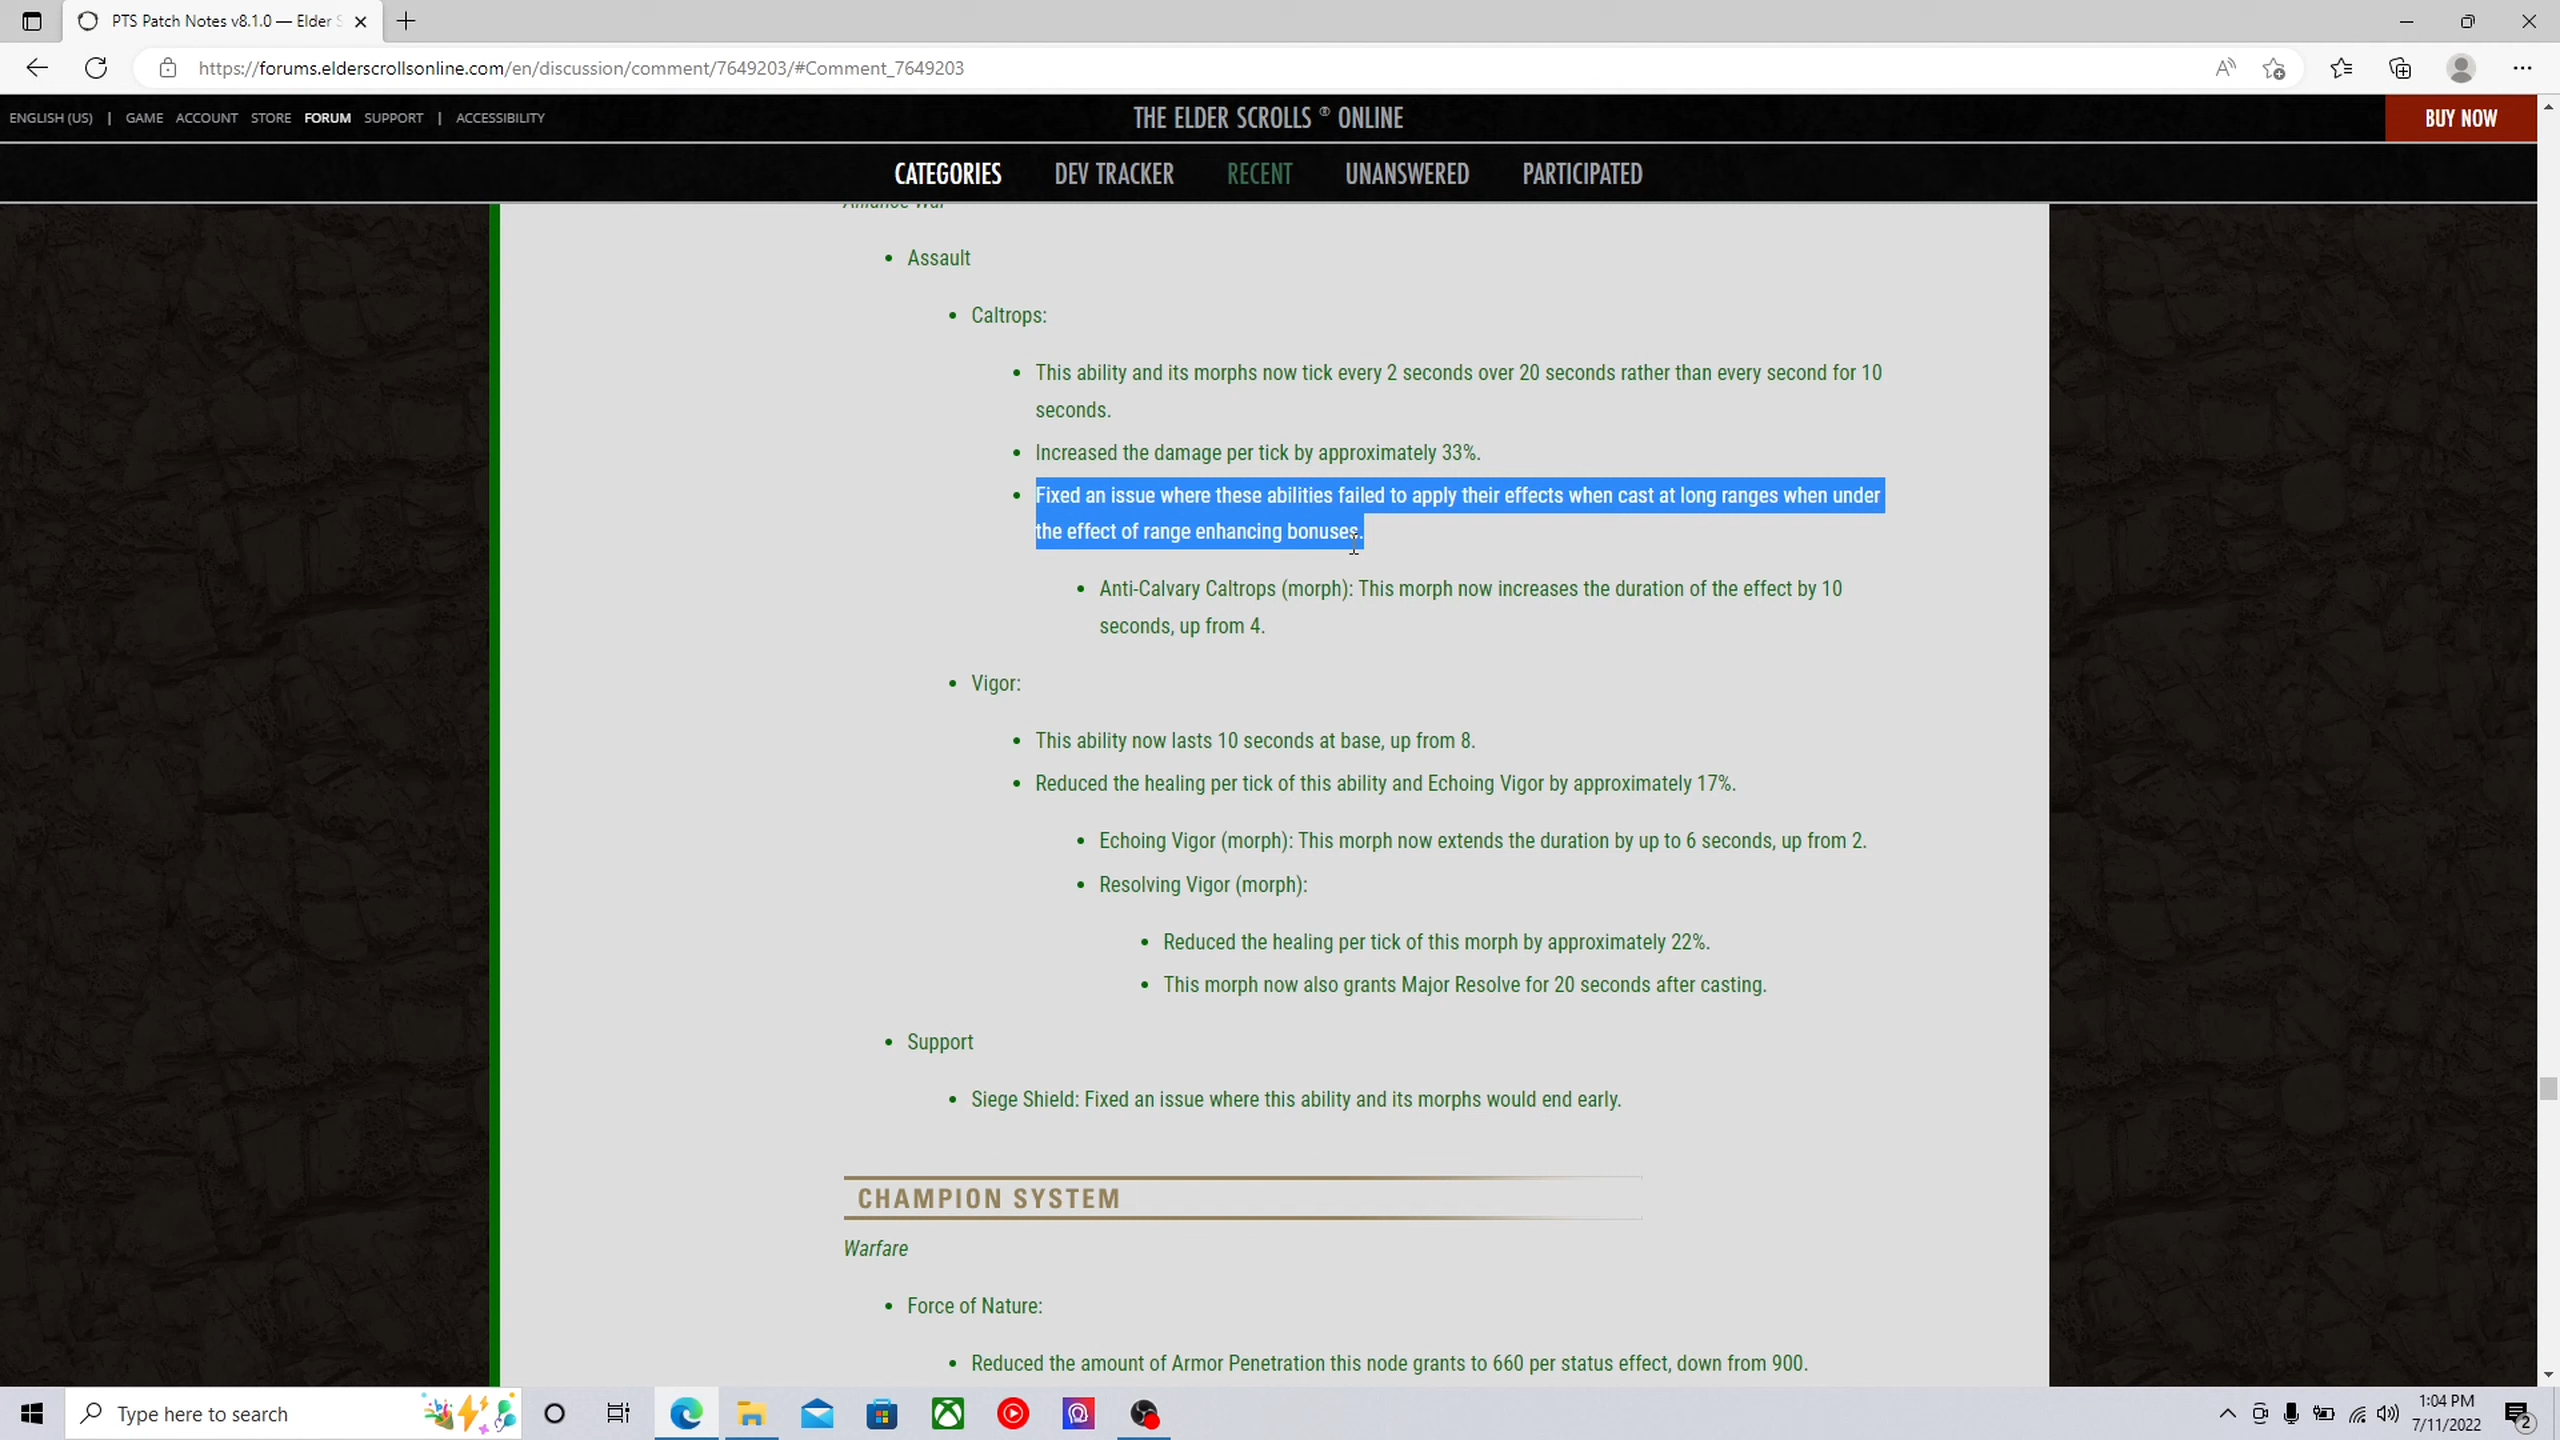 PTS Patch Notes v8.1.0 — Elder S
https://forums.elderscrollsonline.com/en/discussion/comment/7649203/#Comment_7649203
ENGLISH (US) | GAME ACCOUNT STORE FORUM SUPPORT | ACCESSIBILITY
THE ELDER SCROLLS ® ONLINE
BUY NOW
CATEGORIES DEV TRACKER RECENT UNANSWERED PARTICIPATED
Alliance War
• Assault
• Caltrops:
• This ability and its morphs now tick every 2 seconds over 20 seconds rather than every second for 10
seconds.
• Increased the damage per tick by approximately 33%.
• Fixed an issue where these abilities failed to apply their effects when cast at long ranges when under
the effect of range enhancing bonuses.
• Anti-Calvary Caltrops (morph): This morph now increases the duration of the effect by 10
seconds, up from 4.
• Vigor:
• This ability now lasts 10 seconds at base, up from 8.
• Reduced the healing per tick of this ability and Echoing Vigor by approximately 17%.
• Echoing Vigor (morph): This morph now extends the duration by up to 6 seconds, up from 2.
• Resolving Vigor (morph):
• Reduced the healing per tick of this morph by approximately 22%.
• This morph now also grants Major Resolve for 20 seconds after casting.
• Support
• Siege Shield: Fixed an issue where this ability and its morphs would end early.
CHAMPION SYSTEM
Warfare
• Force of Nature:
• Reduced the amount of Armor Penetration this node grants to 660 per status effect, down from 900.
Type here to search
1:04 PM
7/11/2022
2